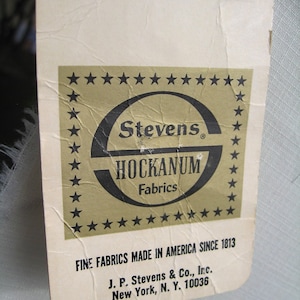 Stevens®
HOCKANUM
Fabrics
FINE FABRICS MADE IN AMERICA SINCE 1813
J. P. Stevens & Co., Inc.
New York, N. Y. 10036